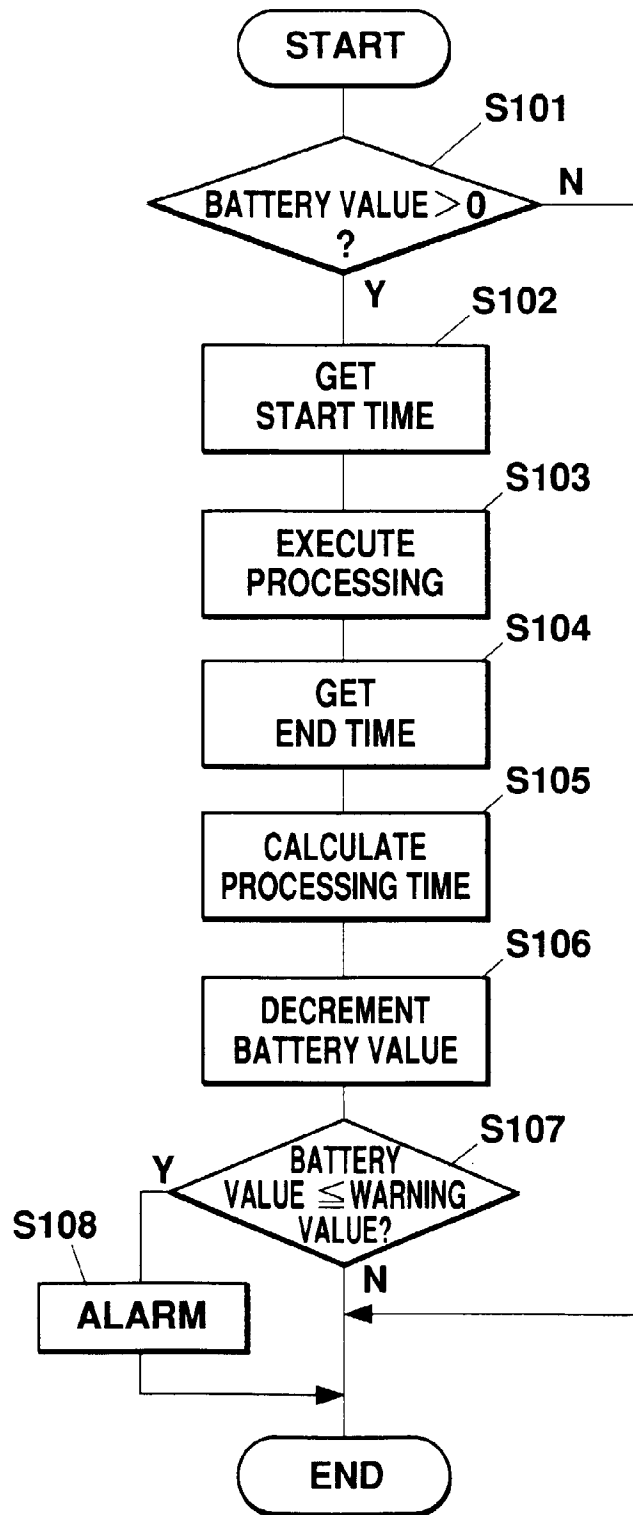 START
S101
BATTERY VALUE >0
?
N
Y
S102
GET
START TIME
S103
EXECUTE
PROCESSING
S104
GET
END TIME
S105
CALCULATE
PROCESSING TIME
S106
DECREMENT
BATTERY VALUE
S107
BATTERY
VALUE ≦WARNING
VALUE?
Y
N
S108
ALARM
END